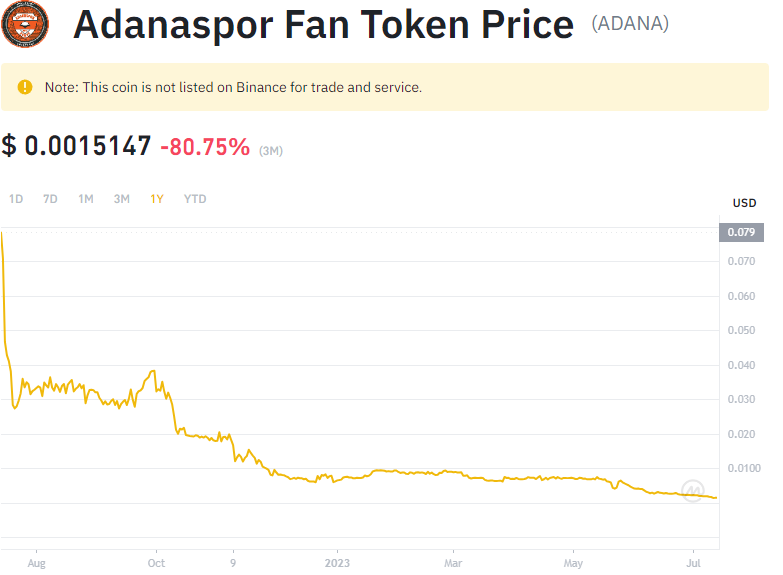 Adanaspor Fan Token Price (ADANA)
Note: This coin is not listed on Binance for trade and service.
$ 0.0015147 -80.75% (3M)
1D 7D 1M 3M 1Y YTD
USD
0.079
0.070
0.060
0.050
0.040
0.030
0.020
0.0100
Aug Oct 9 2023 Mar May Jul